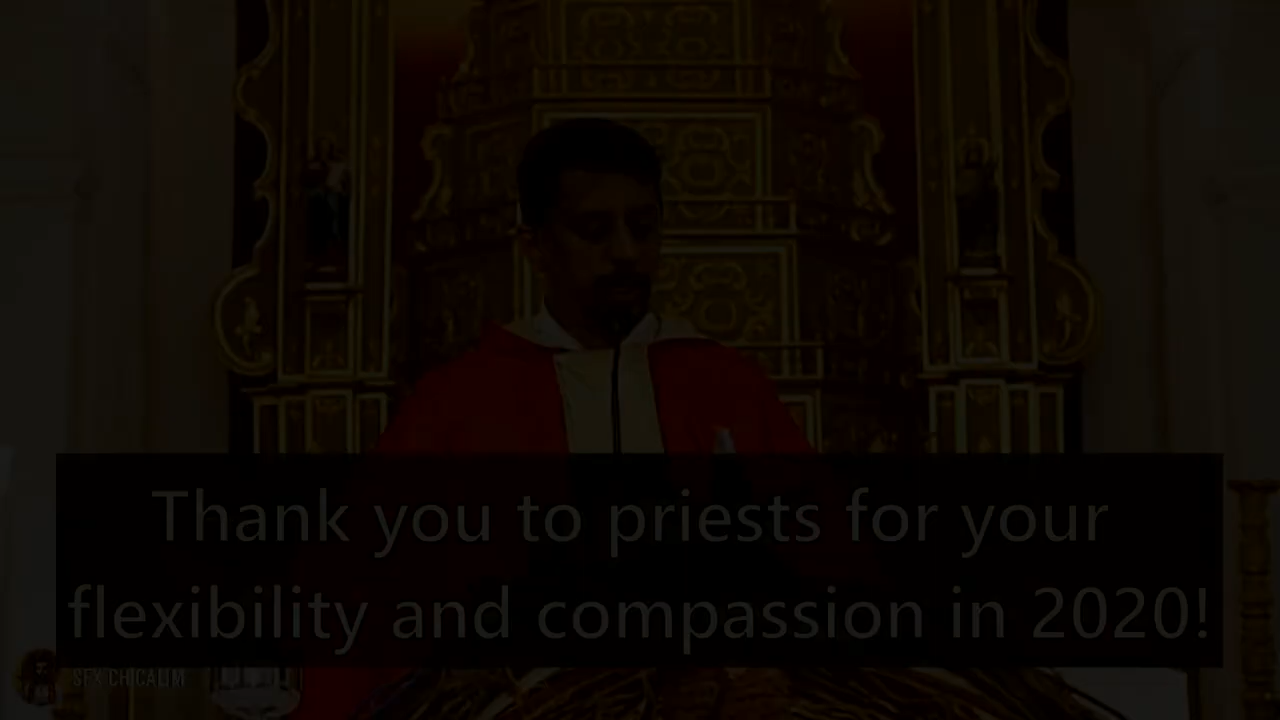 Thank you to priests for your
flexibility and compassion in 2020!
SFX CHICALIM